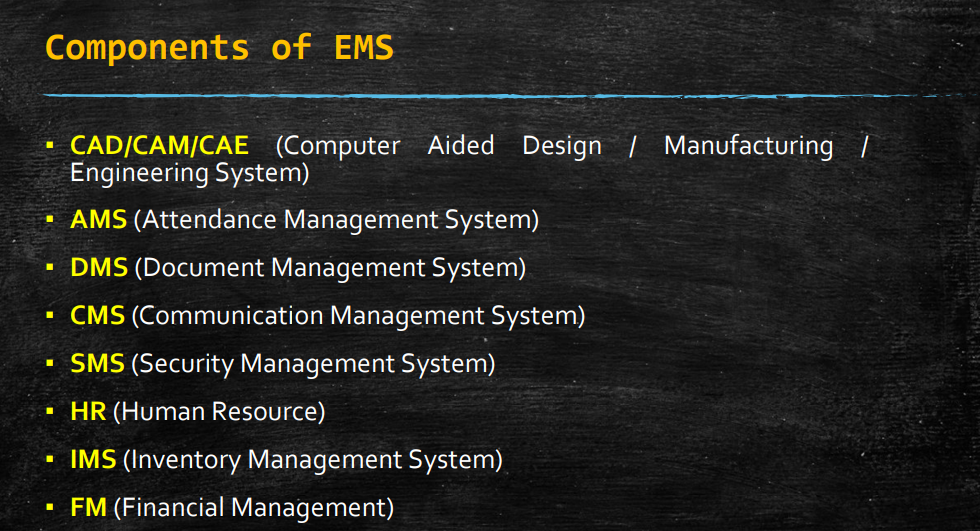 Components of EMS
▪ CAD/CAM/CAE (Computer Aided Design / Manufacturing /
Engineering System)
▪ AMS (Attendance Management System)
▪ DMS (Document Management System)
▪ CMS (Communication Management System)
▪ SMS (Security Management System)
▪ HR (Human Resource)
▪ IMS (Inventory Management System)
▪ FM (Financial Management)